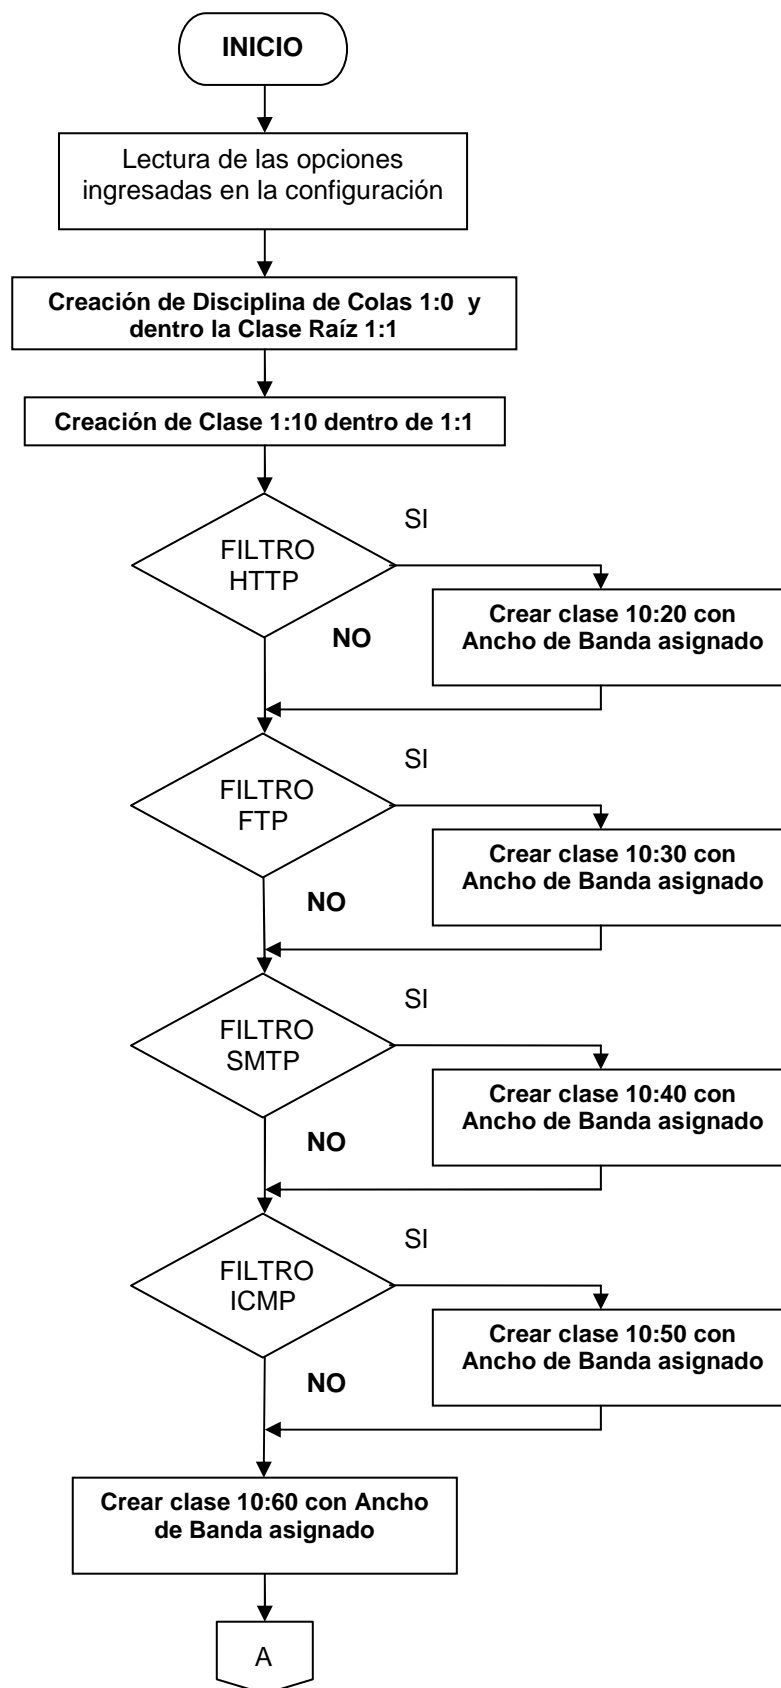 INICIO
Lectura de las opciones
ingresadas en la configuración
Creación de Disciplina de Colas 1:0 y
dentro la Clase Raíz 1:1
Creación de Clase 1:10 dentro de 1:1
FILTRO
HTTP
SI
Crear clase 10:20 con
Ancho de Banda asignado
NO
FILTRO
FTP
SI
Crear clase 10:30 con
Ancho de Banda asignado
NO
FILTRO
SMTP
SI
Crear clase 10:40 con
Ancho de Banda asignado
NO
FILTRO
ICMP
SI
Crear clase 10:50 con
Ancho de Banda asignado
NO
Crear clase 10:60 con Ancho
de Banda asignado
A